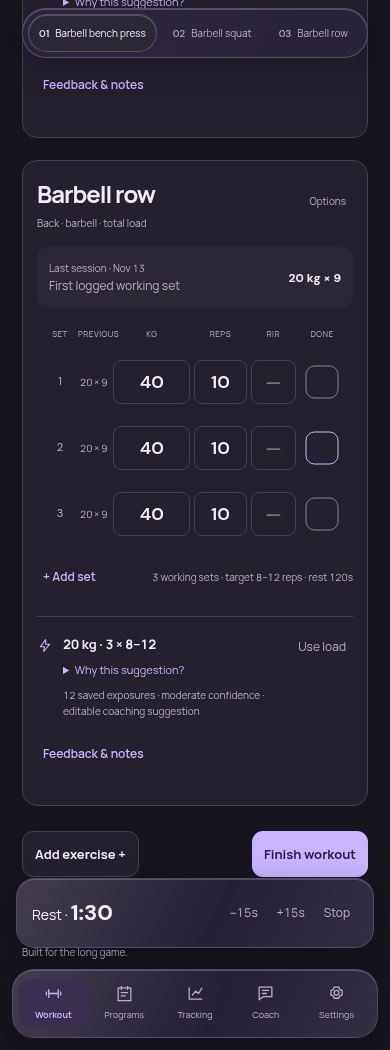 Why this suggestion?
01 Barbell bench press 02 Barbell squat 03 Barbell row
Feedback & notes
Barbell row
Options
Back · barbell · total load
Last session · Nov 13
First logged working set
20 kg × 9
SET PREVIOUS KG REPS RIR DONE
1 20 × 9 40 10 —
2 20 × 9 40 10 —
3 20 × 9 40 10 —
+ Add set 3 working sets · target 8–12 reps · rest 120s
20 kg · 3 × 8–12 Use load
Why this suggestion?
12 saved exposures · moderate confidence ·
editable coaching suggestion
Feedback & notes
Add exercise + Finish workout
Rest · 1:30 −15s +15s Stop
Built for the long game.
Workout Programs Tracking Coach Settings